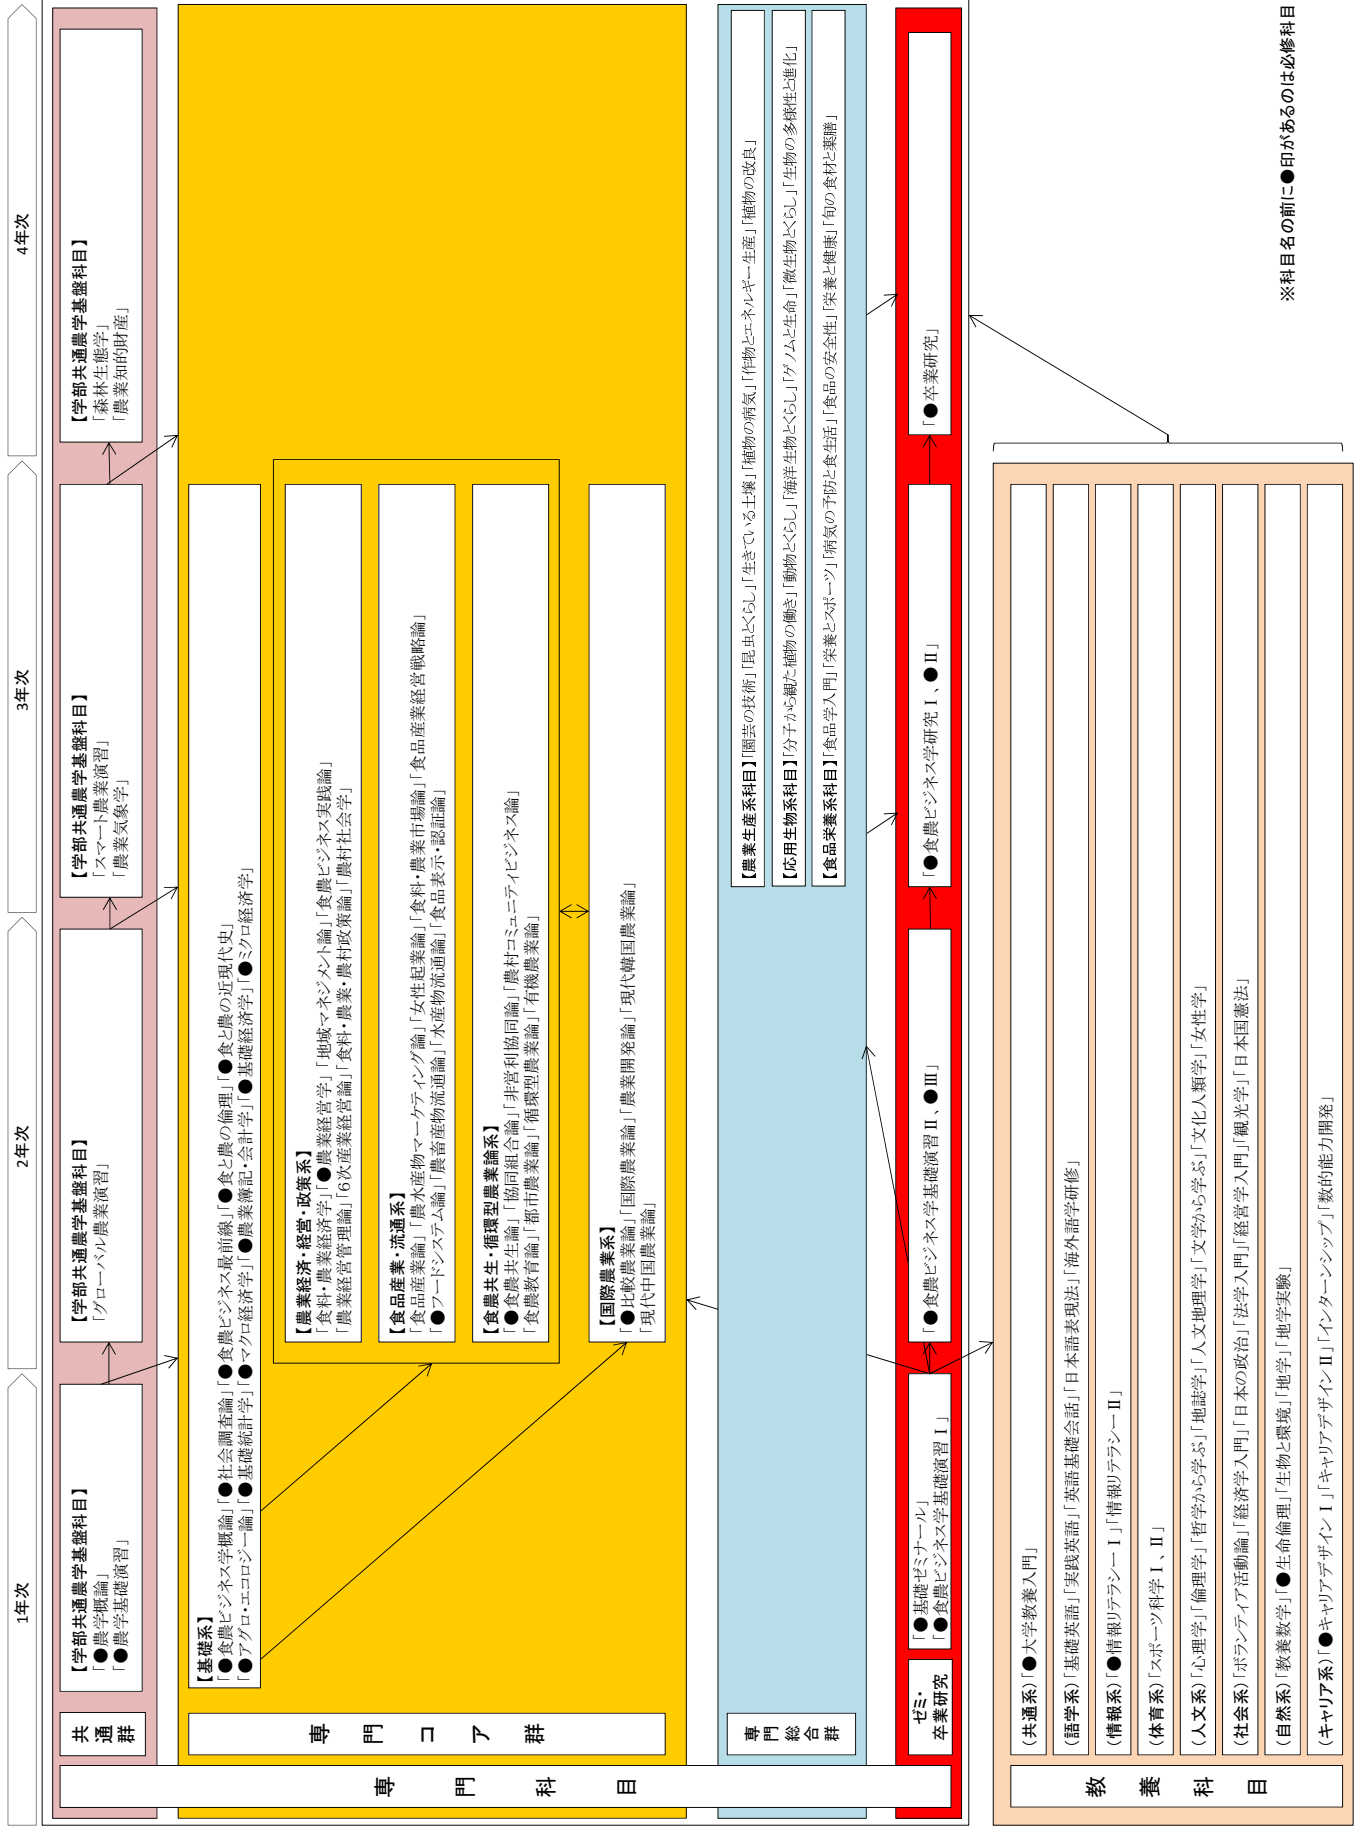 1年次
2年次
3年次
4年次
専門科目
共通群
【学部共通農学基盤科目】
「●農学概論」
「●農学基礎演習」
【学部共通農学基盤科目】
「グローバル農業演習」
【学部共通農学基盤科目】
「スマート農業演習」
「農業気象学」
【学部共通農学基盤科目】
「森林生態学」
「農業知的財産」
専門コア群
【基礎系】
「●食農ビジネス学概論」「●社会調査論」「●食農ビジネス最前線」「●食と農の倫理」「●食と農の近現代史」
「●アグロ・エコロジー論」「●基礎統計学」「●マクロ経済学」「●農業簿記・会計学」「●基礎経済学」「●ミクロ経済学」
【農業経済・経営・政策系】
「食料・農業経済学」「●農業経営学」「地域マネジメント論」「食農ビジネス実践論」
「農業経営管理論」「6次産業経営論」「食料・農業・農村政策論」「農村社会学」
【食品産業・流通系】
「食品産業論」「農水産物マーケティング論」「女性起業論」「食料・農業市場論」「食品産業経営戦略論」
「●フードシステム論」「農畜産物流通論」「水産物流通論」「食品表示・認証論」
【食農共生・循環型農業論系】
「●食農共生論」「協同組合論」「非営利協同論」「農村コミュニティビジネス論」
「食農教育論」「都市農業論」「循環型農業論」「有機農業論」
【国際農業系】
「●比較農業論」「国際農業論」「農業開発論」「現代韓国農業論」
「現代中国農業論」
専門総合群
【農業生産系科目】「園芸の技術」「昆虫とくらし」「生きている土壌」「植物の病気」「作物とエネルギー生産」「植物の改良」
【応用生物系科目】「分子から観た植物の働き」「動物とくらし」「海洋生物とくらし」「ゲノムと生命」「微生物とくらし」「生物の多様性と進化」
【食品栄養系科目】「食品学入門」「栄養とスポーツ」「病気の予防と食生活」「食品の安全性」「栄養と健康」「旬の食材と薬膳」
ゼミ・
卒業研究
「●基礎ゼミナール」
「●食農ビジネス学基礎演習Ⅰ」
「●食農ビジネス学基礎演習Ⅱ、●Ⅲ」
「●食農ビジネス学研究Ⅰ、●Ⅱ」
「●卒業研究」
教養科目
(共通系)「●大学教養入門」
(語学系)「基礎英語」「実践英語」「英語基礎会話」「日本語表現法」「海外語学研修」
(情報系)「●情報リテラシーⅠ」「情報リテラシーⅡ」
(体育系)「スポーツ科学Ⅰ、Ⅱ」
(人文系)「心理学」「倫理学」「哲学から学ぶ」「地誌学」「人文地理学」「文学から学ぶ」「文化人類学」「女性学」
(社会系)「ボランティア活動論」「経済学入門」「日本の政治」「法学入門」「経営学入門」「観光学」「日本国憲法」
(自然系)「教養数学」「●生命倫理」「生物と環境」「地学」「地学実験」
(キャリア系)「●キャリアデザインⅠ」「キャリアデザインⅡ」「インターンシップ」「数的能力開発」
※科目名の前に●印があるのは必修科目